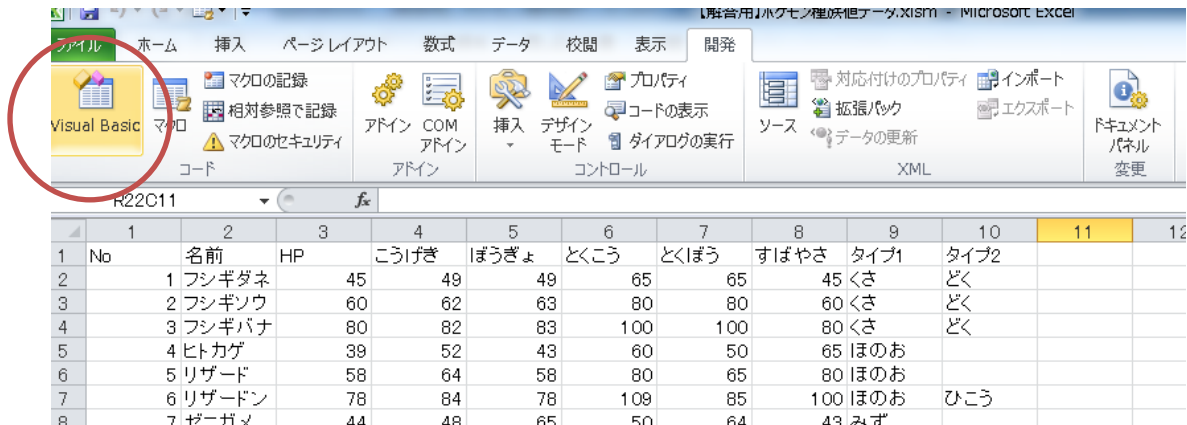 【解答用】ポケモン種族値データ.xlsm - Microsoft Excel
ファイル ホーム 挿入 ページ レイアウト 数式 データ 校閲 表示 開発
Visual Basic マクロ マクロの記録 相対参照で記録 マクロのセキュリティ
アドイン COM アドイン
挿入 デザイン モード プロパティ コードの表示 ダイアログの実行
ソース 対応付けのプロパティ 拡張パック データの更新 インポート エクスポート
ドキュメント パネル
コード アドイン コントロール XML 変更
R22C11 fx
1 2 3 4 5 6 7 8 9 10 11 12
1 No 名前 HP こうげき ぼうぎょ とくこう とくぼう すばやさ タイプ1 タイプ2
2 1 フシギダネ 45 49 49 65 65 45 くさ どく
3 2 フシギソウ 60 62 63 80 80 60 くさ どく
4 3 フシギバナ 80 82 83 100 100 80 くさ どく
5 4 ヒトカゲ 39 52 43 60 50 65 ほのお
6 5 リザード 58 64 58 80 65 80 ほのお
7 6 リザードン 78 84 78 109 85 100 ほのお ひこう
8 7 ゼニガメ 44 48 65 50 64 43 みず